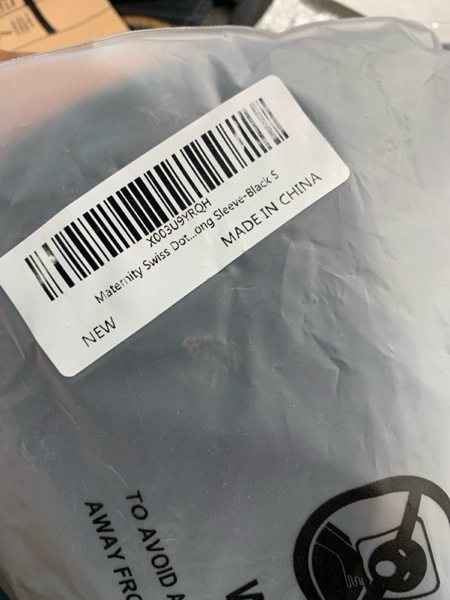 X003U9YRQH
Maternity Swiss Dot...ong Sleeve-Black S
MADE IN CHINA
NEW
TO AVOID
AWAY FRO
W